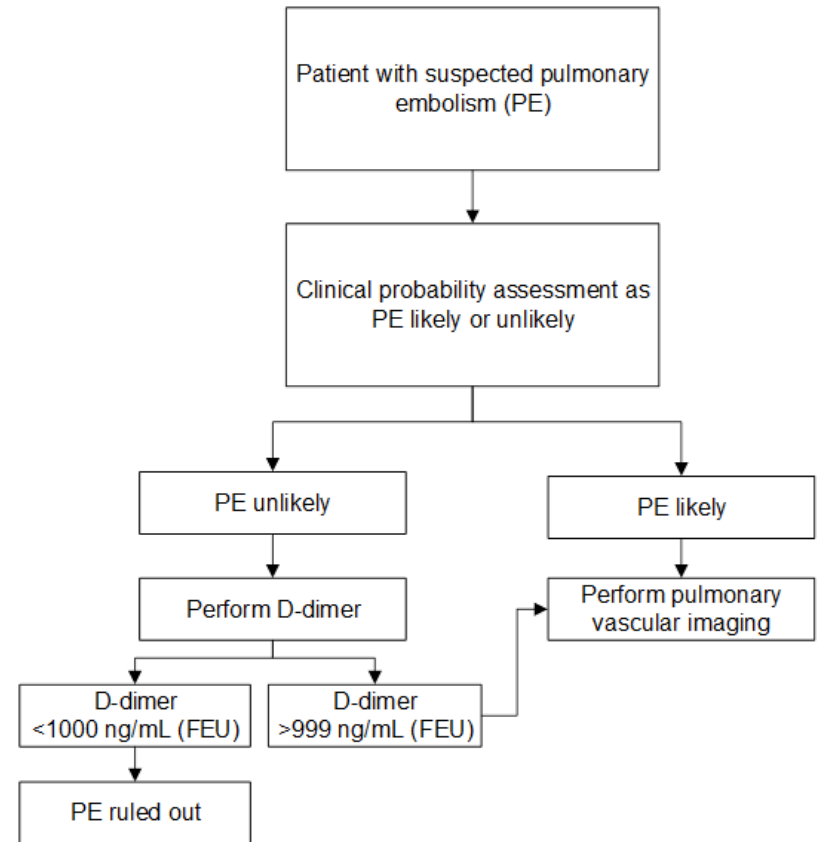 Patient with suspected pulmonary
embolism (PE)
Clinical probability assessment as
PE likely or unlikely
PE unlikely
PE likely
Perform D-dimer
Perform pulmonary
vascular imaging
D-dimer
<1000 ng/mL (FEU)
D-dimer
>999 ng/mL (FEU)
PE ruled out